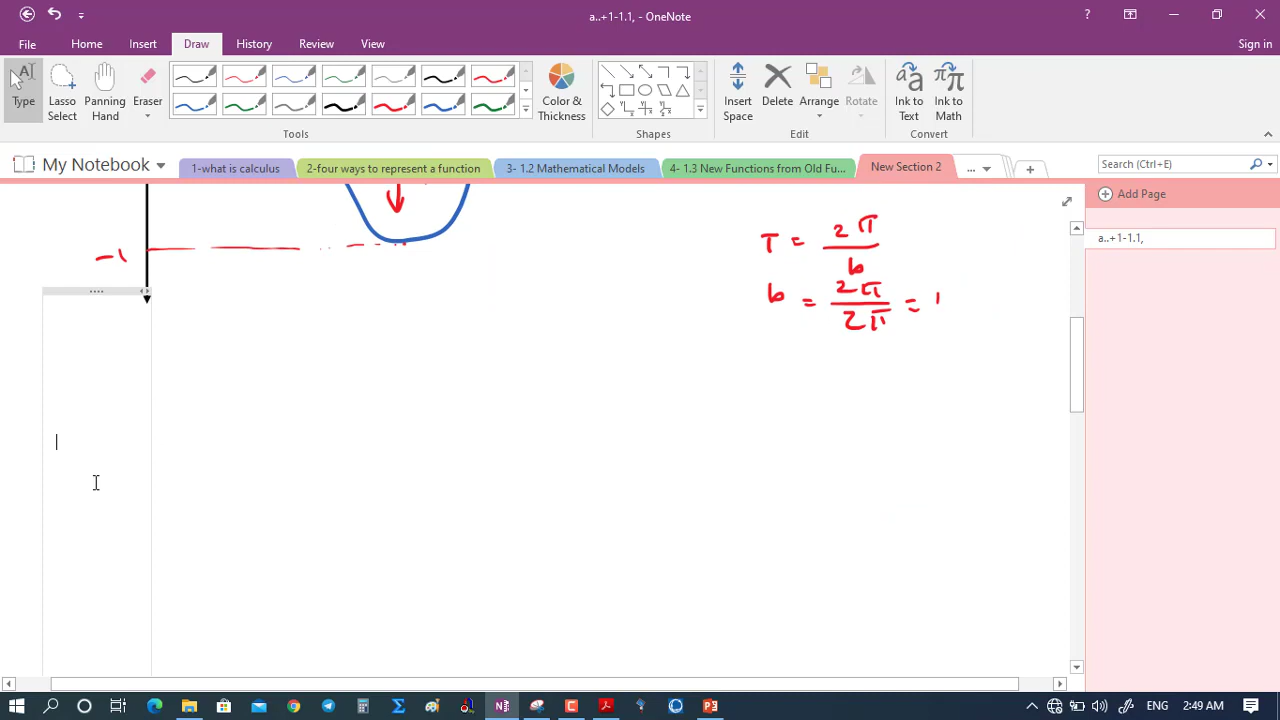 a..+1-1.1, - OneNote
?
File Home Insert Draw History Review View
Sign in
A
Type
Lasso Select
Panning Hand
Eraser
Color & Thickness
Insert Space
Delete
Arrange
Rotate
Ink to Text
Ink to Math
Tools
Shapes
Edit
Convert
My Notebook
1-what is calculus
2-four ways to represent a function
3- 1.2 Mathematical Models
4- 1.3 New Functions from Old Fu...
New Section 2
...
Search (Ctrl+E)
Add Page
a..+1-1.1,
-1
T = 2π / b
b = 2π / 2π = 1
ENG 2:49 AM